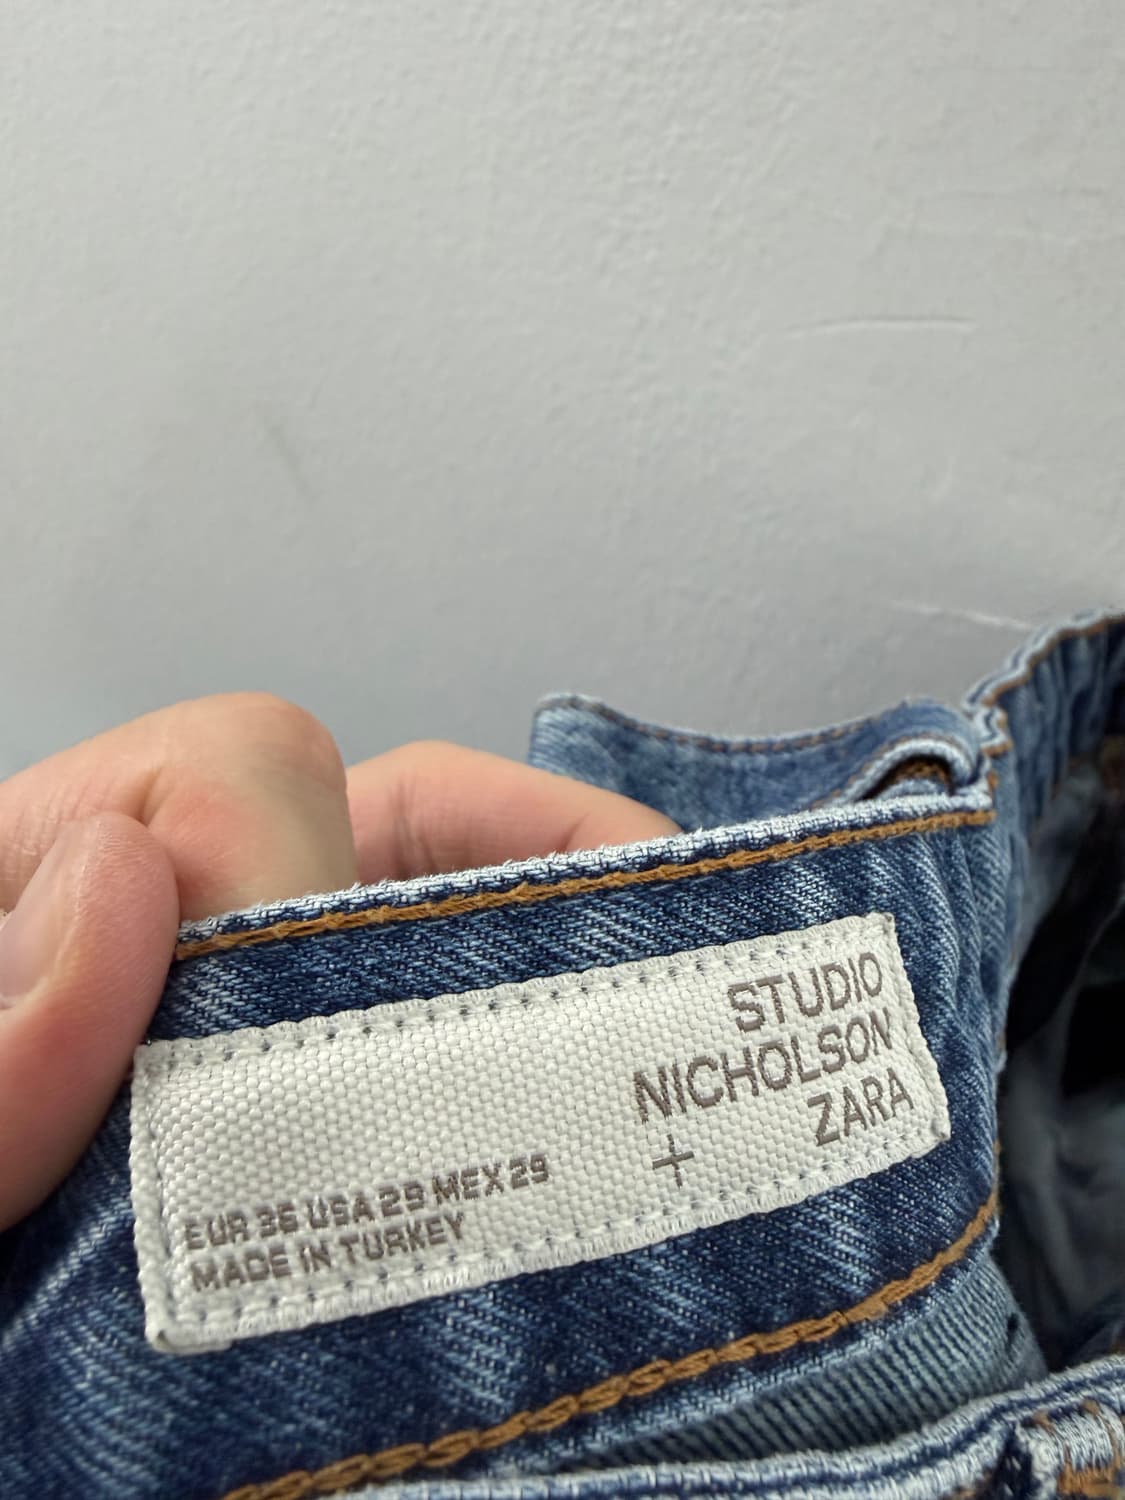 STUDIO
NICHOLSON
+ ZARA
EUR 36 USA 29 MEX 29
MADE IN TURKEY